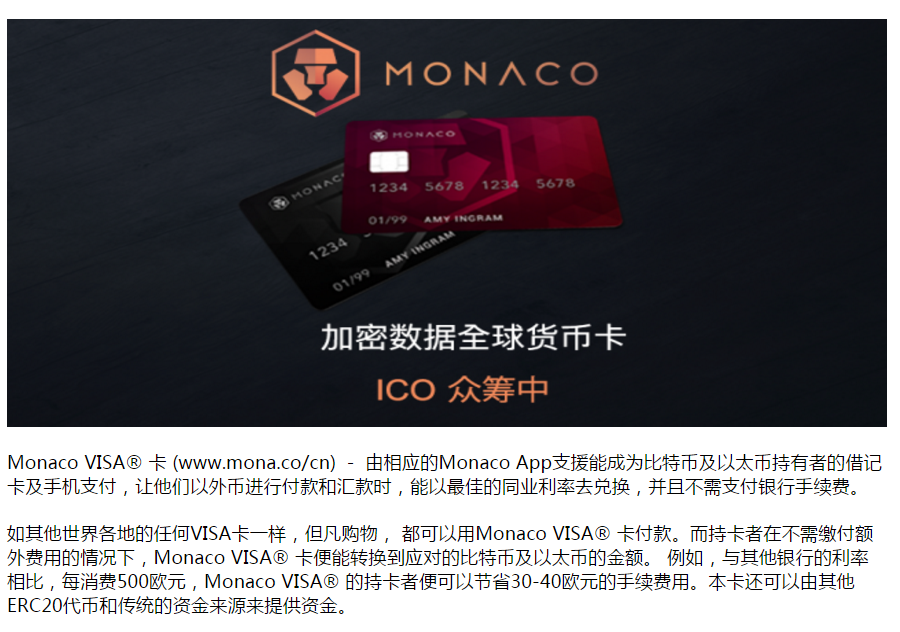 MONACO
MONACO
1234 5678 1234 5678
01/99 AMY INGRAM
MONAC
1234
01/99 AMY INGRAM
加密数据全球货币卡
ICO 众筹中
Monaco VISA® 卡 (www.mona.co/cn) - 由相应的Monaco App支援能成为比特币及以太币持有者的借记
卡及手机支付，让他们以外币进行付款和汇款时，能以最佳的同业利率去兑换，并且不需支付银行手续费。
如其他世界各地的任何VISA卡一样，但凡购物， 都可以用Monaco VISA® 卡付款。而持卡者在不需缴付额
外费用的情况下，Monaco VISA® 卡便能转换到应对的比特币及以太币的金额。 例如，与其他银行的利率
相比，每消费500欧元，Monaco VISA® 的持卡者便可以节省30-40欧元的手续费用。本卡还可以由其他
ERC20代币和传统的资金来源来提供资金。